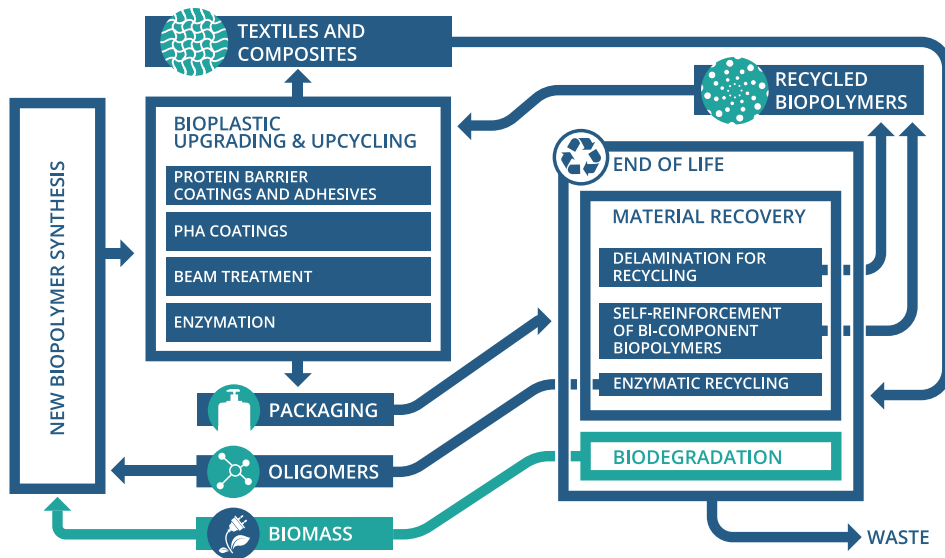 TEXTILES AND
COMPOSITES
RECYCLED
BIOPOLYMERS
NEW BIOPOLYMER SYNTHESIS
BIOPLASTIC
UPGRADING & UPCYCLING
PROTEIN BARRIER
COATINGS AND ADHESIVES
PHA COATINGS
BEAM TREATMENT
ENZYMATION
END OF LIFE
MATERIAL RECOVERY
DELAMINATION FOR
RECYCLING
SELF-REINFORCEMENT
OF BI-COMPONENT
BIOPOLYMERS
ENZYMATIC RECYCLING
BIODEGRADATION
PACKAGING
OLIGOMERS
BIOMASS
WASTE